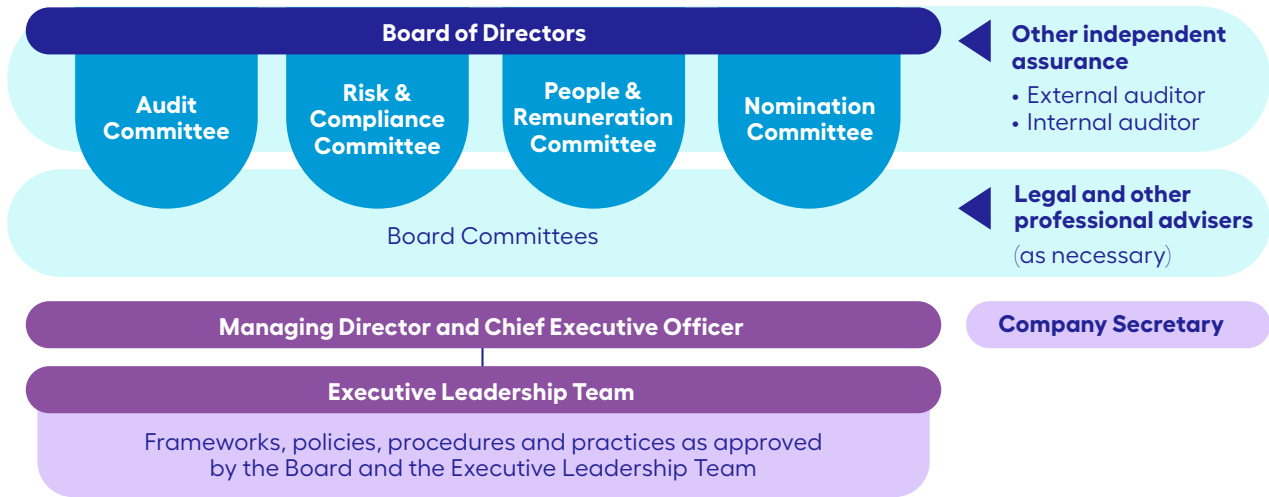 Board of Directors
Audit
Committee
Risk &
Compliance
Committee
People &
Remuneration
Committee
Nomination
Committee
Other independent
assurance
• External auditor
• Internal auditor
Board Committees
Legal and other
professional advisers
(as necessary)
Managing Director and Chief Executive Officer
Company Secretary
Executive Leadership Team
Frameworks, policies, procedures and practices as approved
by the Board and the Executive Leadership Team